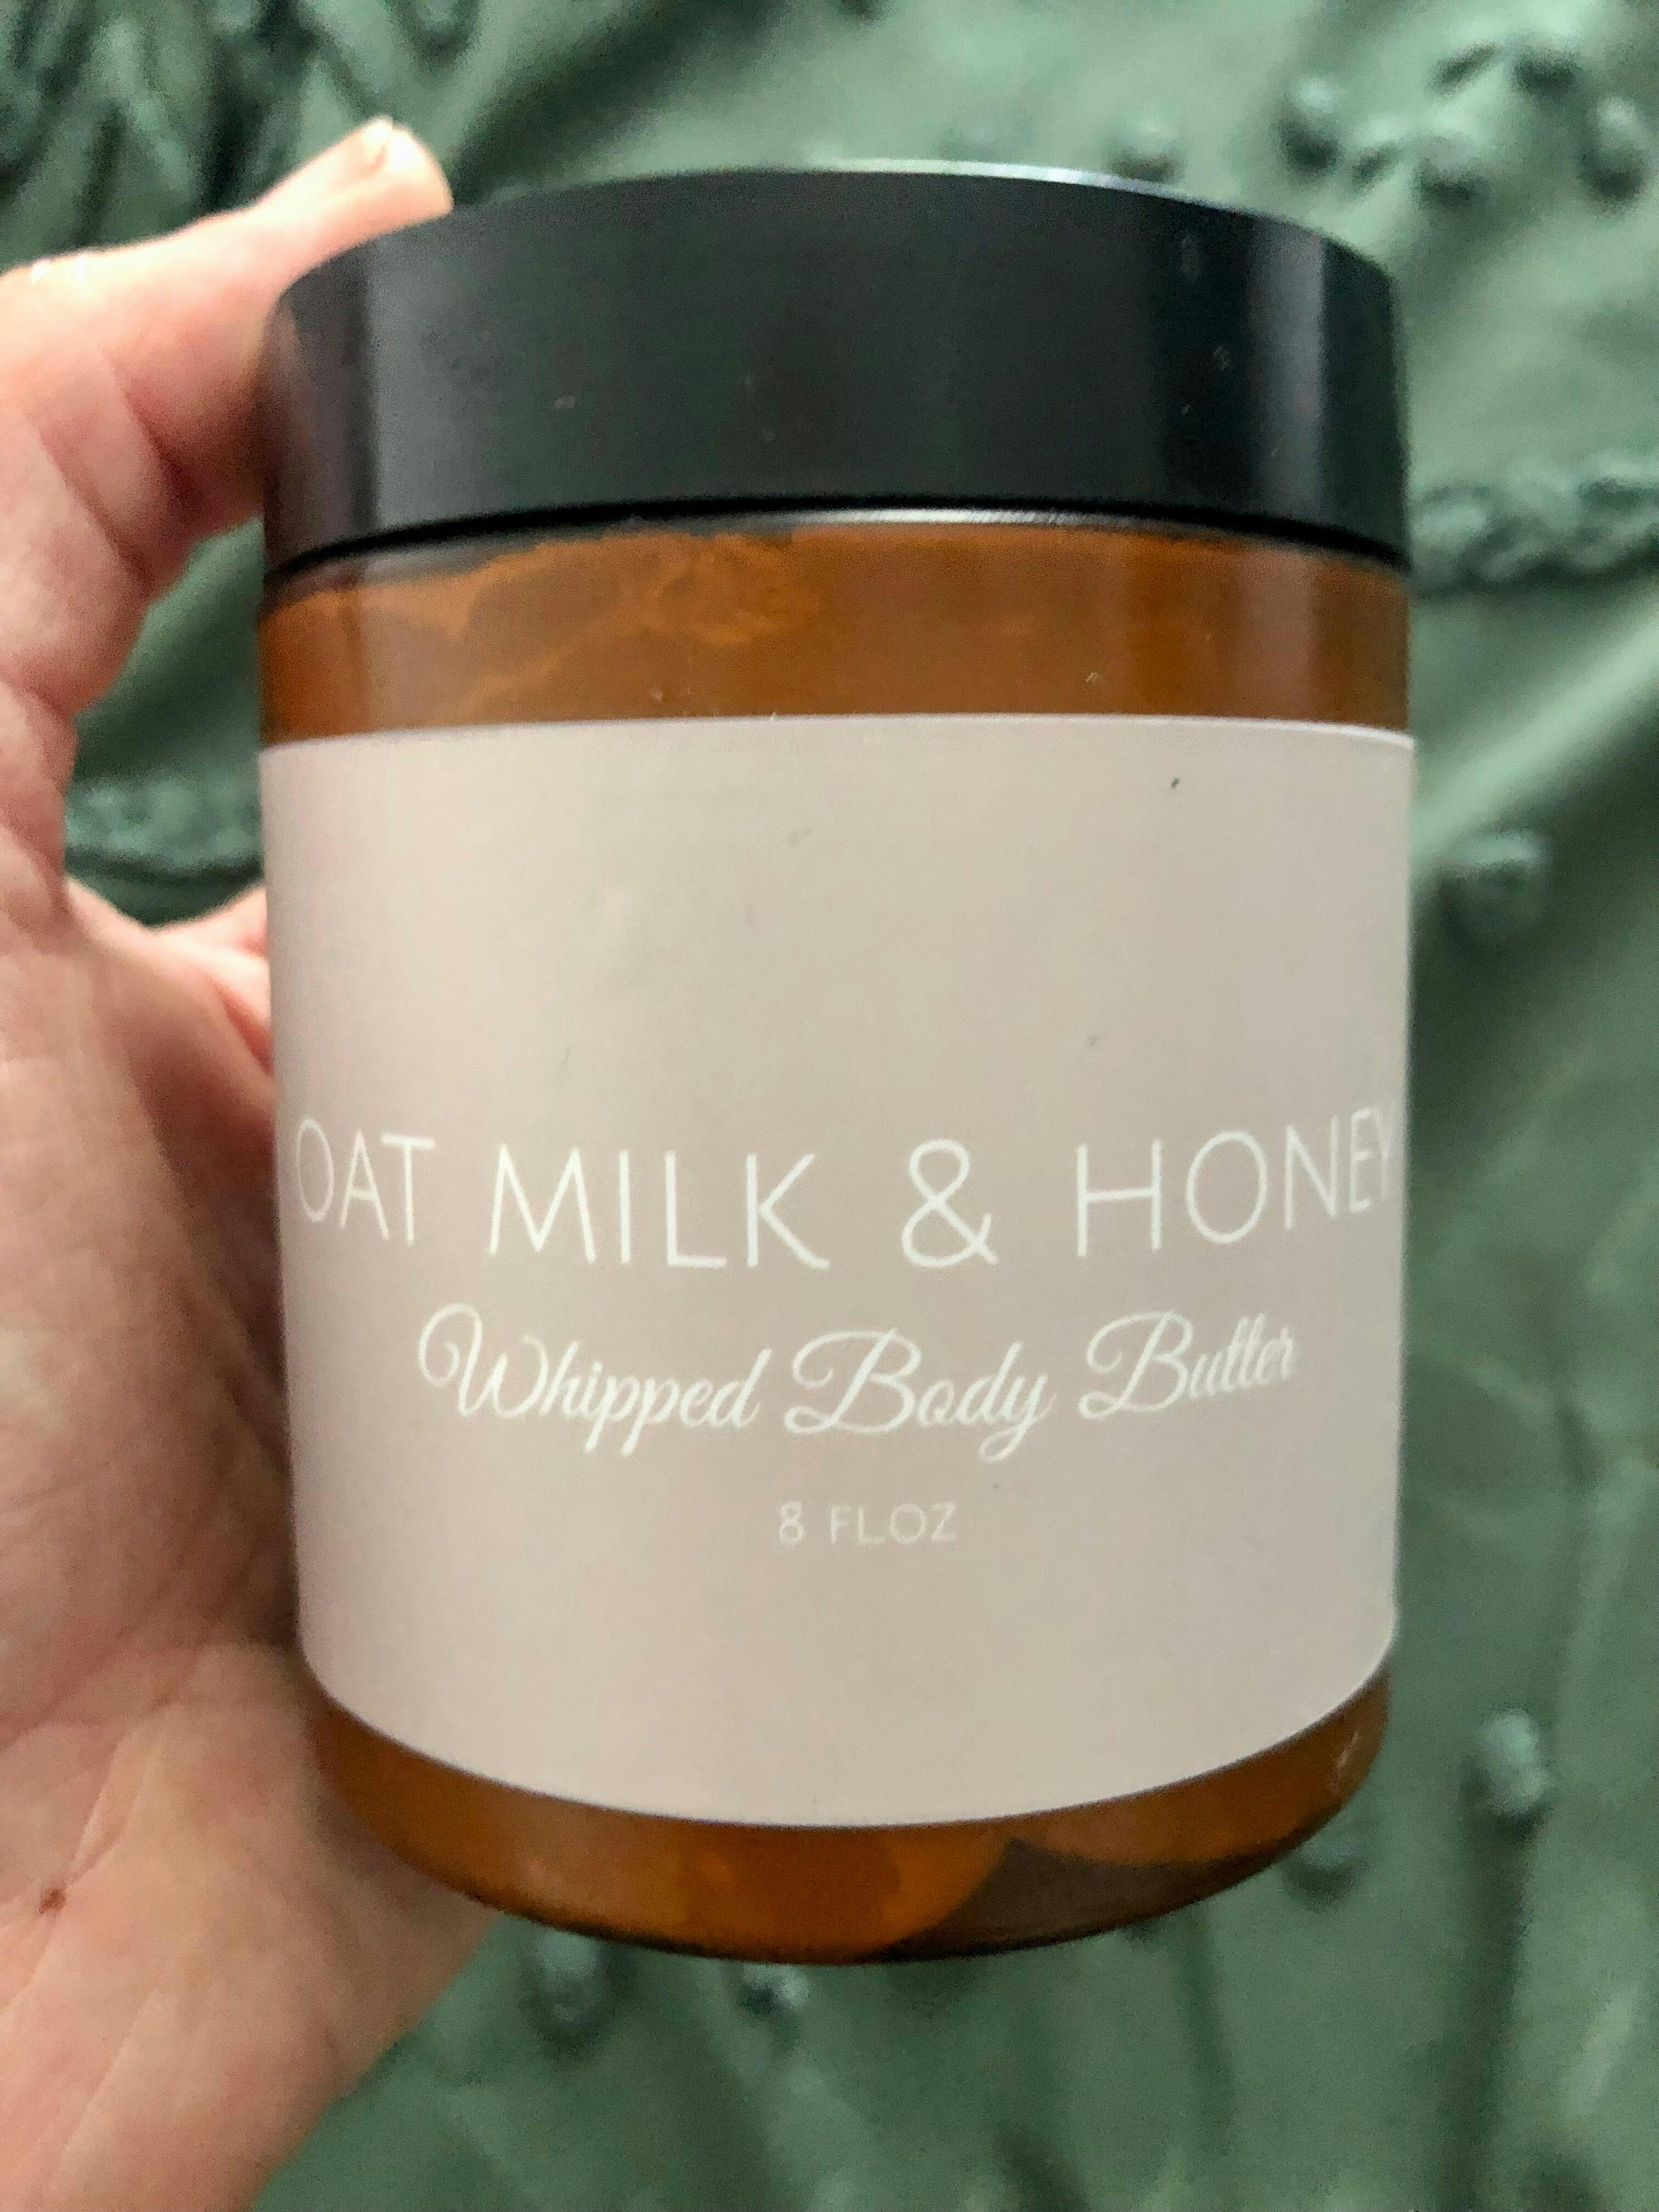 OAT MILK & HONEY
Whipped Body Butter
8 FLOZ